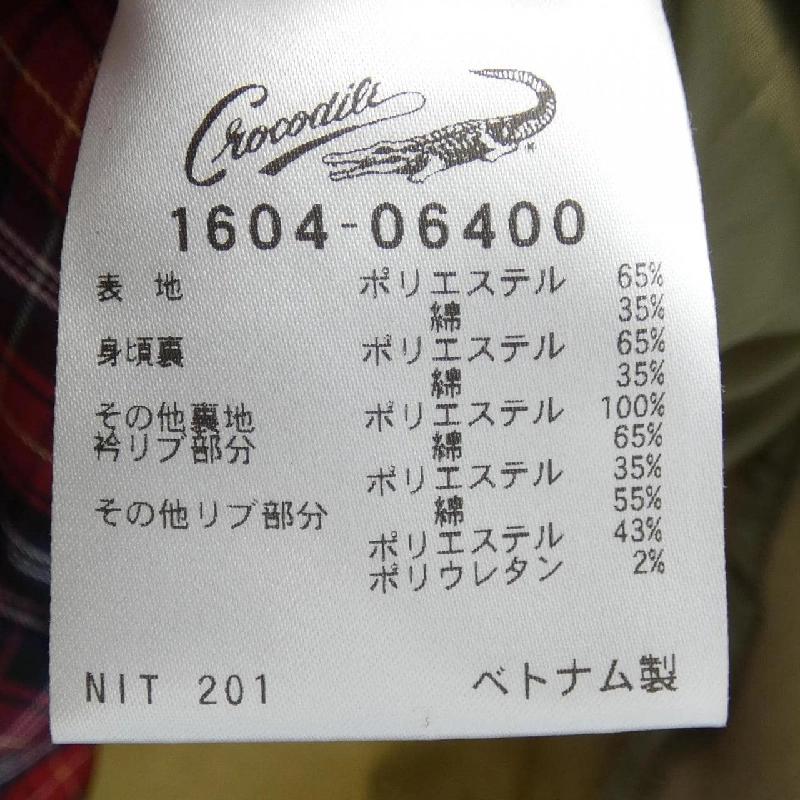 Crocodile
1604-06400
表 地 ポリエステル 65%
綿 35%
身頃裏 ポリエステル 65%
綿 35%
その他裏地 ポリエステル 100%
衿リブ部分 綿 65%
ポリエステル 35%
その他リブ部分 綿 55%
ポリエステル 43%
ポリウレタン 2%
NIT 201 ベトナム製